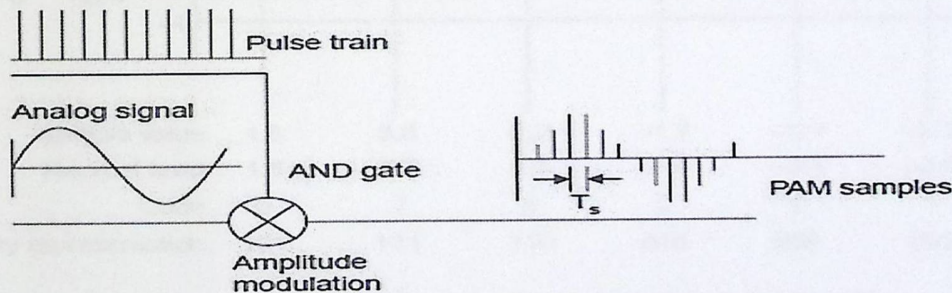 Pulse train
Analog signal
AND gate
PAM samples
Ts
Amplitude
modulation